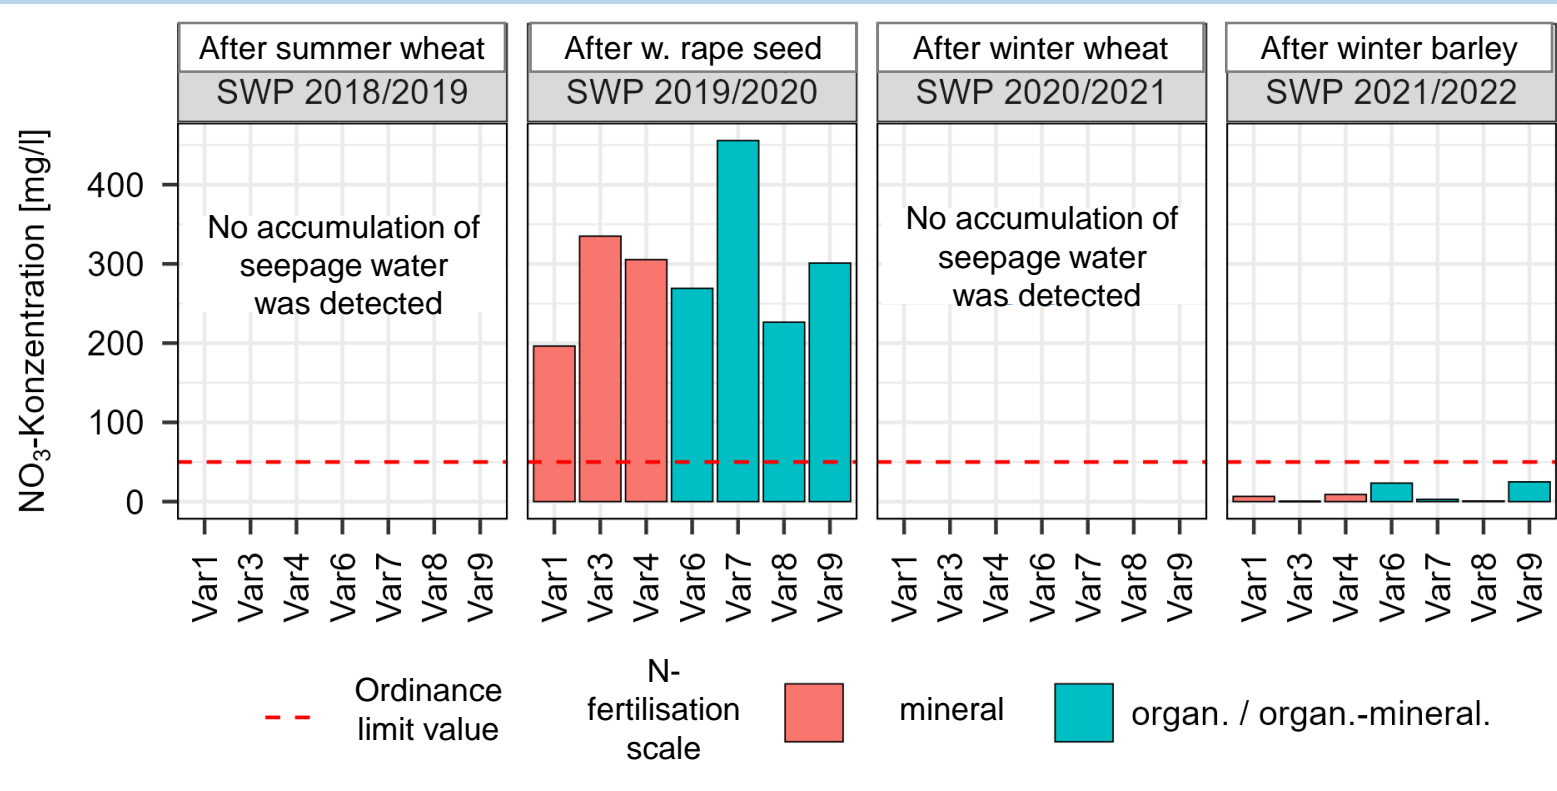 After summer wheat
SWP 2018/2019
After w. rape seed
SWP 2019/2020
After winter wheat
SWP 2020/2021
After winter barley
SWP 2021/2022
NO₃-Konzentration [mg/l]
400
300
200
100
0
No accumulation of
seepage water
was detected
No accumulation of
seepage water
was detected
Var1 Var3 Var4 Var6 Var7 Var8 Var9
Var1 Var3 Var4 Var6 Var7 Var8 Var9
Var1 Var3 Var4 Var6 Var7 Var8 Var9
Var1 Var3 Var4 Var6 Var7 Var8 Var9
Ordinance
limit value
N-
fertilisation
scale
mineral
organ. / organ.-mineral.